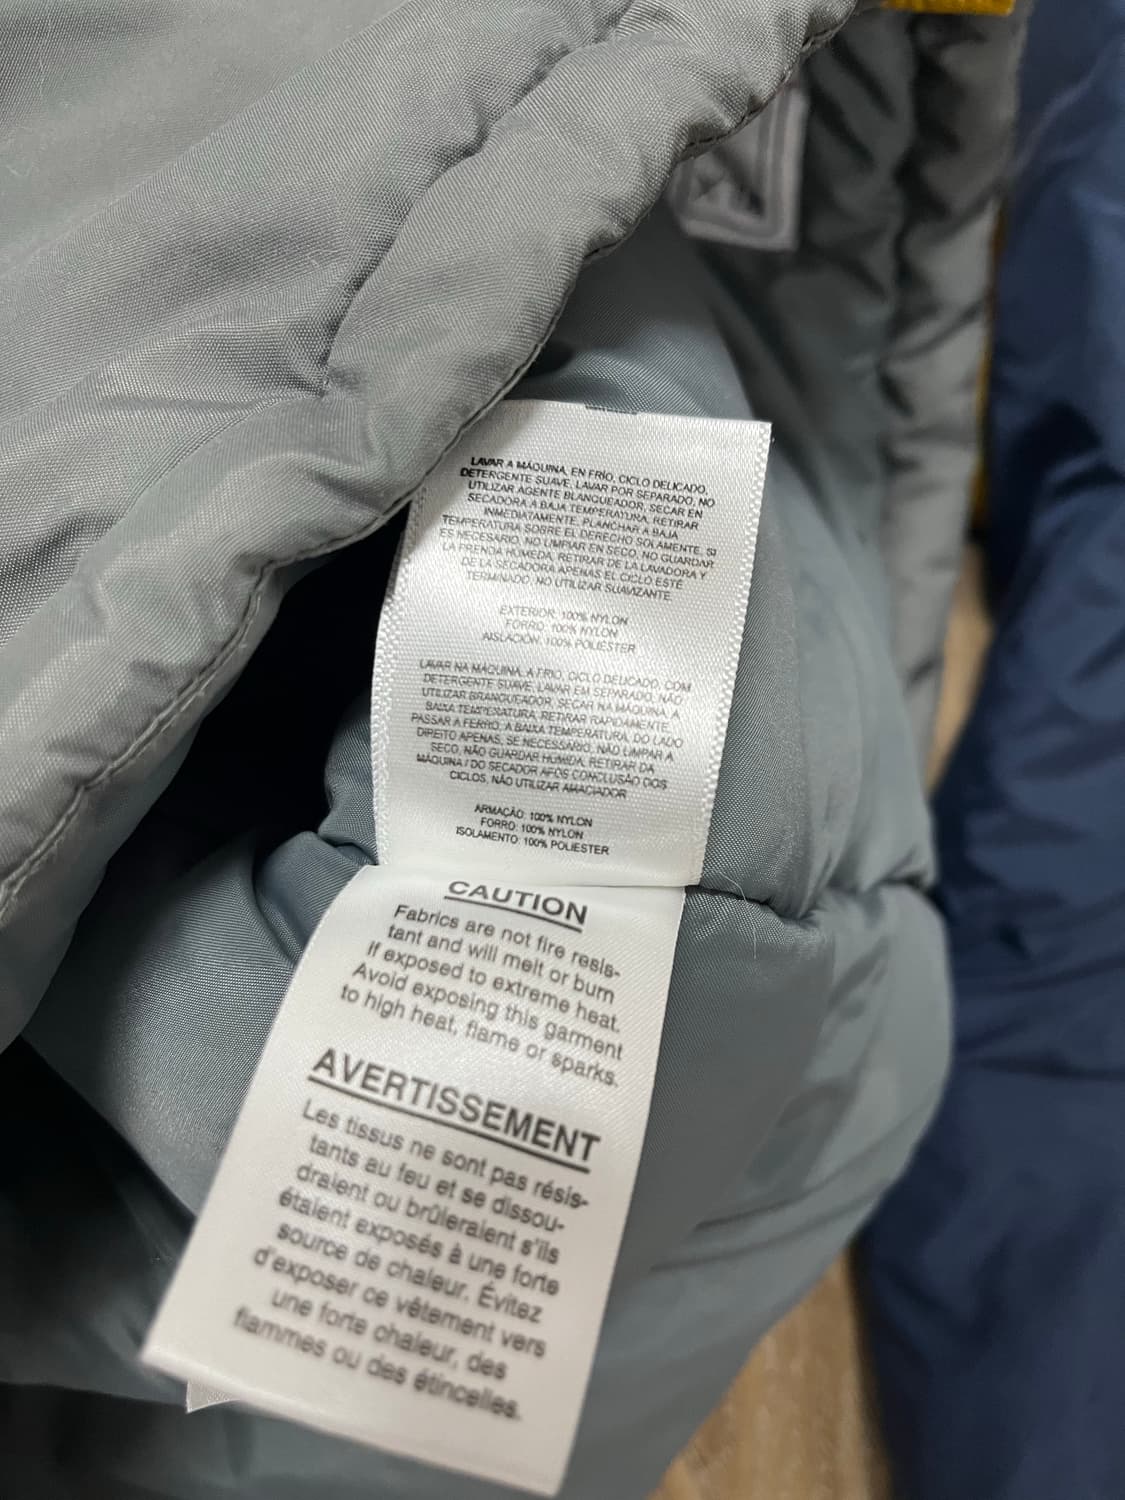 LAVAR A MÁQUINA, EN FRÍO, CICLO DELICADO,
DETERGENTE SUAVE, LAVAR POR SEPARADO, NO
UTILIZAR AGENTE BLANQUEADOR, SECAR EN
SECADORA A BAJA TEMPERATURA, RETIRAR
INMEDIATAMENTE, PLANCHAR A BAJA
TEMPERATURA SOBRE EL DERECHO SOLAMENTE, SI
ES NECESARIO, NO LIMPIAR EN SECO, NO GUARDAR
LA PRENDA HÚMEDA, RETIRAR DE LA LAVADORA Y
DE LA SECADORA APENAS EL CICLO ESTÉ
TERMINADO, NO UTILIZAR SUAVIZANTE.
EXTERIOR: 100% NYLON
FORRO: 100% NYLON
AISLACIÓN: 100% POLIESTER
LAVAR NA MÁQUINA, A FRIO, CICLO DELICADO, COM
DETERGENTE SUAVE, LAVAR EM SEPARADO, NÃO
UTILIZAR BRANQUEADOR, SECAR NA MÁQUINA A
BAIXA TEMPERATURA, RETIRAR RAPIDAMENTE,
PASSAR A FERRO, A BAIXA TEMPERATURA, DO LADO
DIREITO APENAS, SE NECESSÁRIO, NÃO LIMPAR A
SECO, NÃO GUARDAR HÚMIDA, RETIRAR DA
MÁQUINA / DO SECADOR APÓS CONCLUSÃO DOS
CICLOS, NÃO UTILIZAR AMACIADOR
ARMAÇÃO: 100% NYLON
FORRO: 100% NYLON
ISOLAMENTO: 100% POLIESTER
CAUTION
Fabrics are not fire resis-
tant and will melt or burn
if exposed to extreme heat.
Avoid exposing this garment
to high heat, flame or sparks.
AVERTISSEMENT
Les tissus ne sont pas résis-
tants au feu et se dissou-
draient ou brûleraient s'ils
étaient exposés à une forte
source de chaleur. Évitez
d'exposer ce vêtement vers
une forte chaleur, des
flammes ou des étincelles.